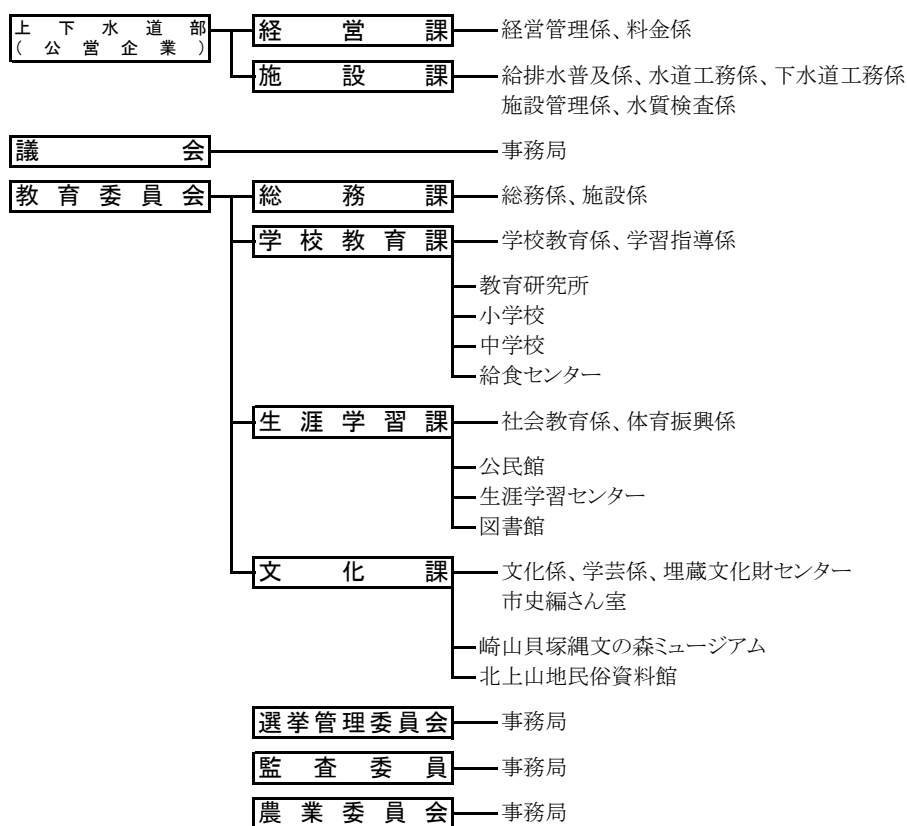 上下水道部 経営課 経営管理係、料金係
(公営企業)
施設課 給排水普及係、水道工務係、下水道工務係
施設管理係、水質検査係
議会 事務局
教育委員会 総務課 総務係、施設係
学校教育課 学校教育係、学習指導係
教育研究所
小学校
中学校
給食センター
生涯学習課 社会教育係、体育振興係
公民館
生涯学習センター
図書館
文化課 文化係、学芸係、埋蔵文化財センター
市史編さん室
崎山貝塚縄文の森ミュージアム
北上山地民俗資料館
選挙管理委員会 事務局
監査委員 事務局
農業委員会 事務局